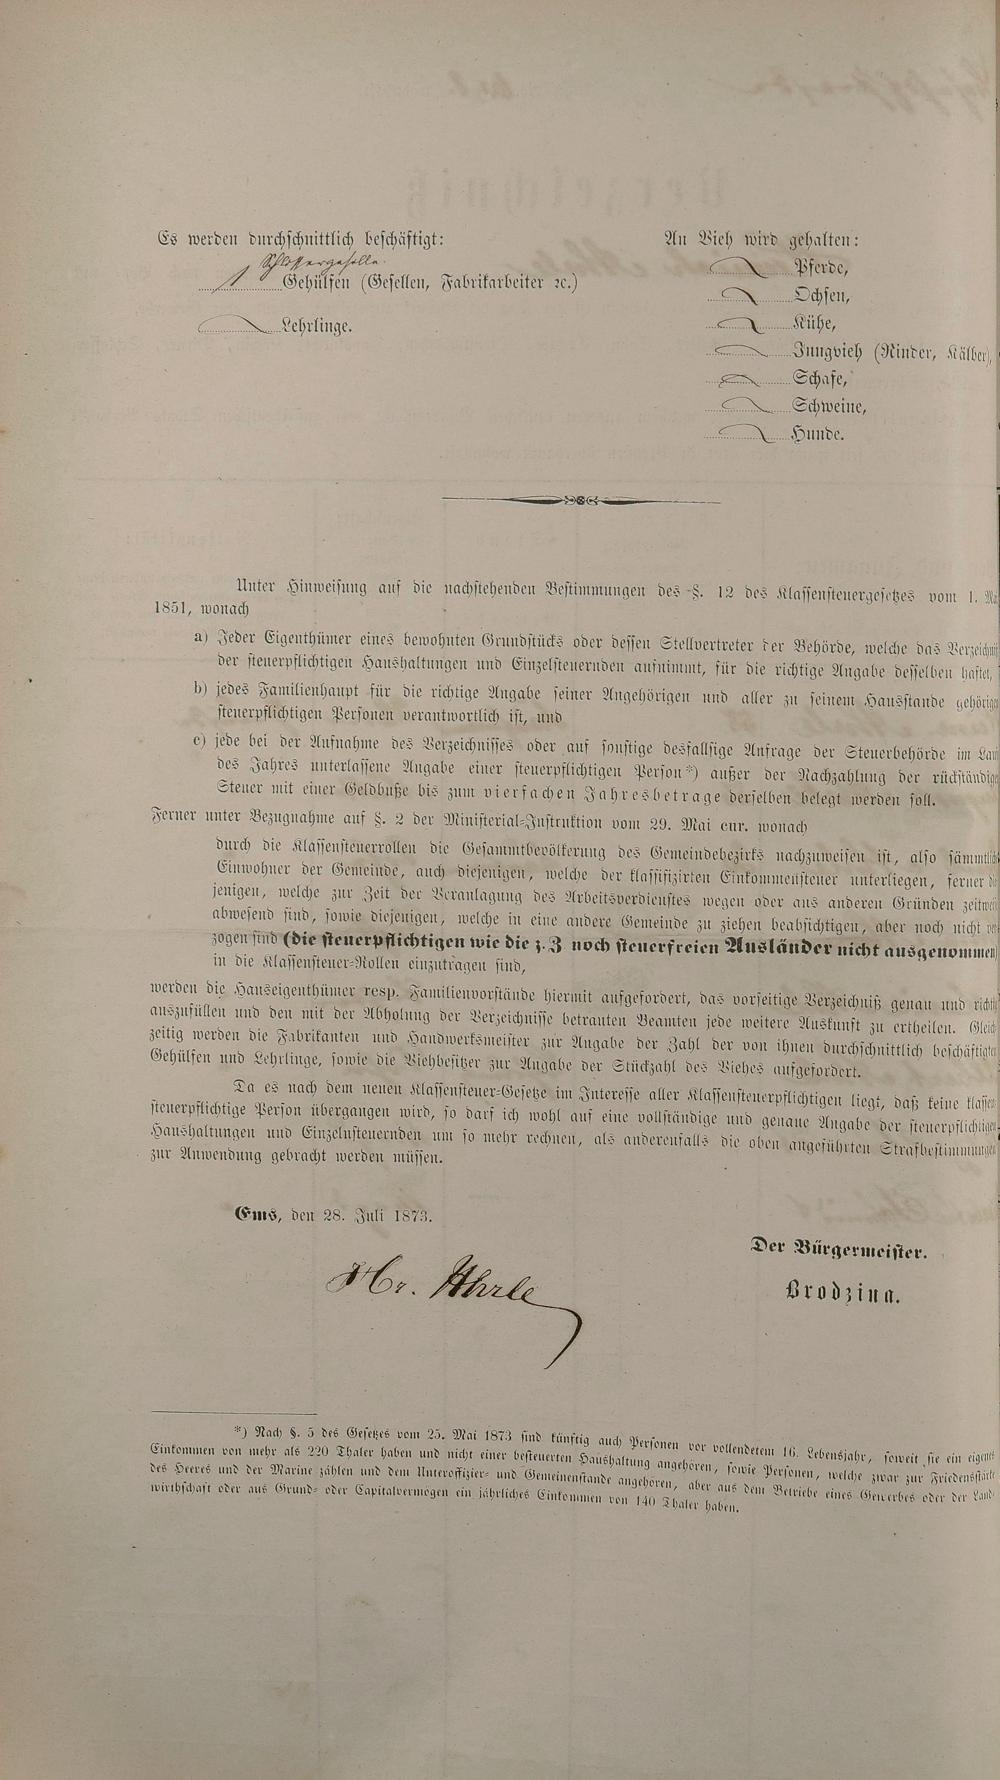 Es werden durchschnittlich beschäftigt:
Schlossergeselle.
1 Gehülfen (Gesellen, Fabrikarbeiter ꝛc.)
Lehrlinge.
An Vieh wird gehalten:
Pferde,
Ochsen,
Kühe,
Jungvieh (Rinder, Kälber),
Schafe,
Schweine,
Hunde.
Unter Hinweisung auf die nachstehenden Bestimmungen des §. 12 des Klassensteuergesetzes vom 1. Ma
1851, wonach
a) Jeder Eigenthümer eines bewohnten Grundstücks oder dessen Stellvertreter der Behörde, welche das Verzeichniß
der steuerpflichtigen Haushaltungen und Einzelsteuernden aufnimmt, für die richtige Angabe desselben haftet,
b) jedes Familienhaupt für die richtige Angabe seiner Angehörigen und aller zu seinem Hausstande gehörige
steuerpflichtigen Personen verantwortlich ist, und
c) jede bei der Aufnahme des Verzeichnisses oder auf sonstige desfallsige Anfrage der Steuerbehörde im Lau
des Jahres unterlassene Angabe einer steuerpflichtigen Person*) außer der Nachzahlung der rückständige
Steuer mit einer Geldbuße bis zum vierfachen Jahresbetrage derselben belegt werden soll.
Ferner unter Bezugnahme auf §. 2 der Ministerial-Instruktion vom 29. Mai cur. wonach
durch die Klassensteuerrollen die Gesammtbevölkerung des Gemeindebezirks nachzuweisen ist, also sämmtlich
Einwohner der Gemeinde, auch diejenigen, welche der klassifizirten Einkommensteuer unterliegen, ferner die
jenigen, welche zur Zeit der Veranlagung des Arbeitsverdienstes wegen oder aus anderen Gründen zeitwei
abwesend sind, sowie diejenigen, welche in eine andere Gemeinde zu ziehen beabsichtigen, aber noch nicht ver
zogen sind (die steuerpflichtigen wie die z. Z noch steuerfreien Ausländer nicht ausgenommen)
in die Klassensteuer-Rollen einzutragen sind,
werden die Hauseigenthümer resp. Familienvorstände hiermit aufgefordert, das vorseitige Verzeichniß genau und richtig
auszufüllen und den mit der Abholung der Verzeichnisse betrauten Beamten jede weitere Auskunft zu ertheilen. Gleich
zeitig werden die Fabrikanten und Handwerksmeister zur Angabe der Zahl der von ihnen durchschnittlich beschäftigten
Gehülfen und Lehrlinge, sowie die Viehbesitzer zur Angabe der Stückzahl des Viehes aufgefordert.
Da es nach dem neuen Klassensteuer-Gesetze im Interesse aller Klassensteuerpflichtigen liegt, daß keine klassen
steuerpflichtige Person übergangen wird, so darf ich wohl auf eine vollständige und genaue Angabe der steuerpflichtigen
Haushaltungen und Einzelnsteuernden um so mehr rechnen, als anderenfalls die oben angeführten Strafbestimmungen
zur Anwendung gebracht werden müssen.
Ems, den 28. Juli 1873.
Der Bürgermeister.
Brodzina.
Hr. Ahrle
*) Nach §. 5 des Gesetzes vom 25. Mai 1873 sind künftig auch Personen vor vollendetem 16. Lebensjahr, soweit sie ein eigenes
Einkommen von mehr als 220 Thaler haben und nicht einer besteuerten Haushaltung angehören, sowie Personen, welche zwar zur Friedensstärke
des Heeres und der Marine zählen und dem Unteroffizier- und Gemeinenstande angehören, aber aus dem Betriebe eines Gewerbes oder der Land-
wirthschaft oder aus Grund- oder Capitalvermögen ein jährliches Einkommen von 140 Thaler haben.